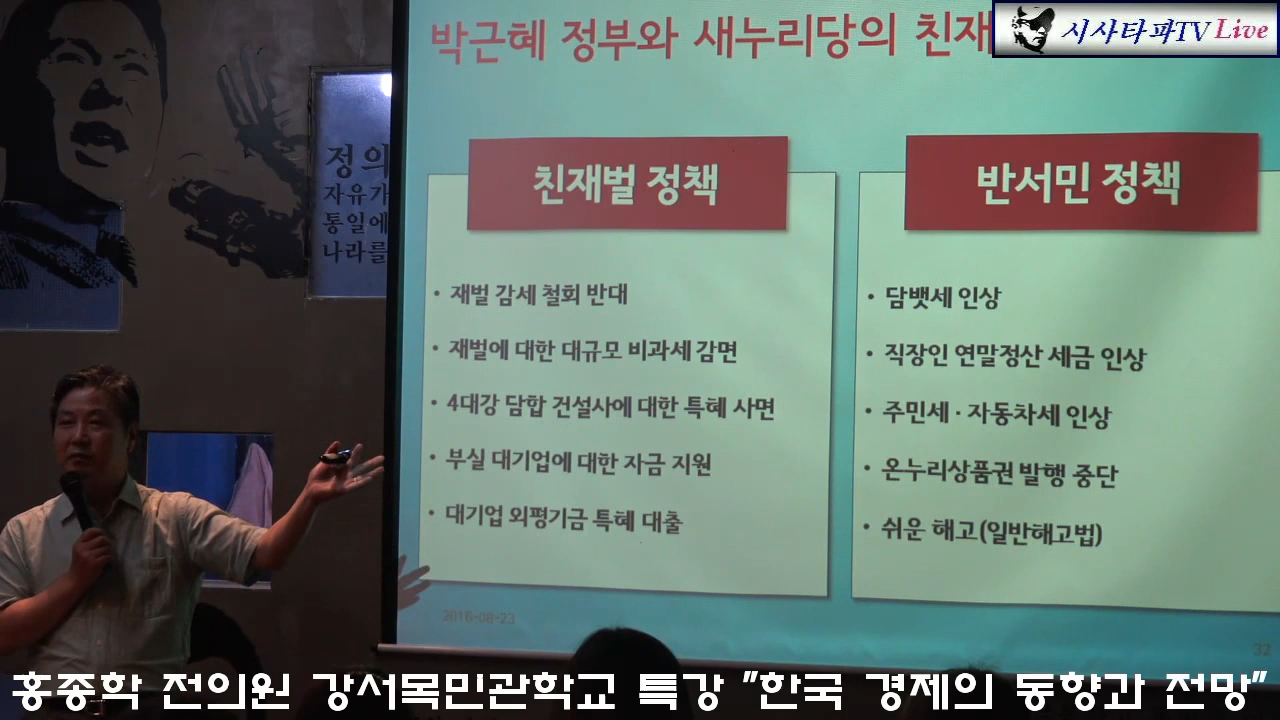 박근혜 정부와 새누리당의 친재
시사타파TV Live
정의
자유가
통일에
나라를
친재벌 정책
• 재벌 감세 철회 반대
• 재벌에 대한 대규모 비과세 감면
• 4대강 담합 건설사에 대한 특혜 사면
• 부실 대기업에 대한 자금 지원
• 대기업 외평기금 특혜 대출
반서민 정책
• 담뱃세 인상
• 직장인 연말정산 세금 인상
• 주민세 · 자동차세 인상
• 온누리상품권 발행 중단
• 쉬운 해고(일반해고법)
2016-08-23
32
홍종학 전의원 강서목민관학교 특강 "한국 경제의 동향과 전망"